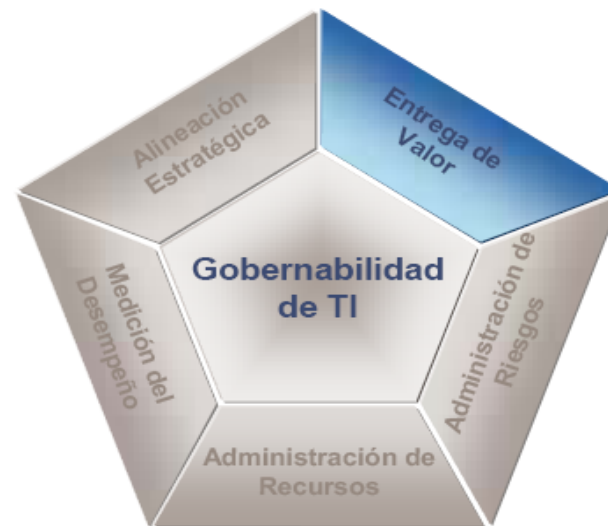 Alineación
Estratégica
Entrega de
Valor
Gobernabilidad
de TI
Medición del
Desempeño
Administración de
Riesgos
Administración de
Recursos